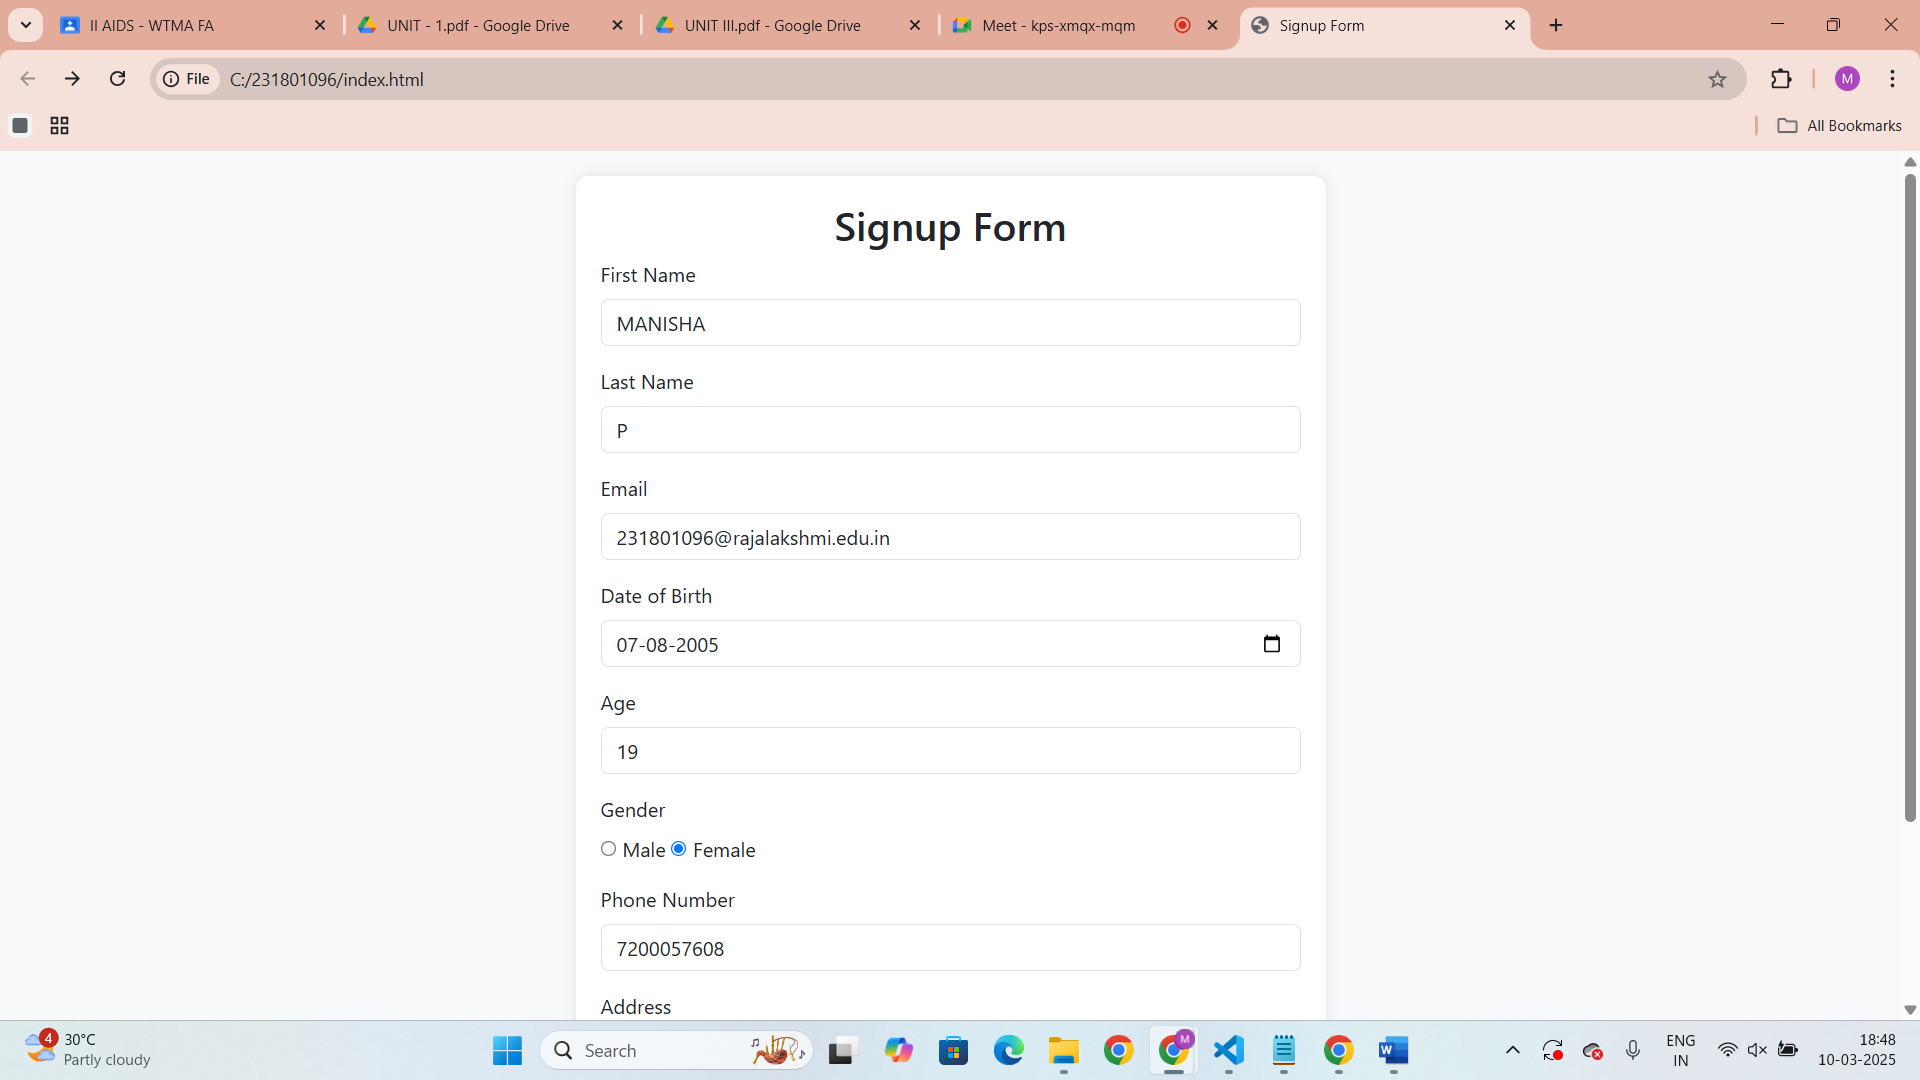 II AIDS - WTMA FA
UNIT - 1.pdf - Google Drive
UNIT III.pdf - Google Drive
Meet - kps-xmqx-mqm
Signup Form
File
C:/231801096/index.html
M
All Bookmarks
Signup Form
First Name
MANISHA
Last Name
P
Email
231801096@rajalakshmi.edu.in
Date of Birth
07-08-2005
Age
19
Gender
Male Female
Phone Number
7200057608
Address
4
30°C
Partly cloudy
Search
M
W
ENG
IN
18:48
10-03-2025